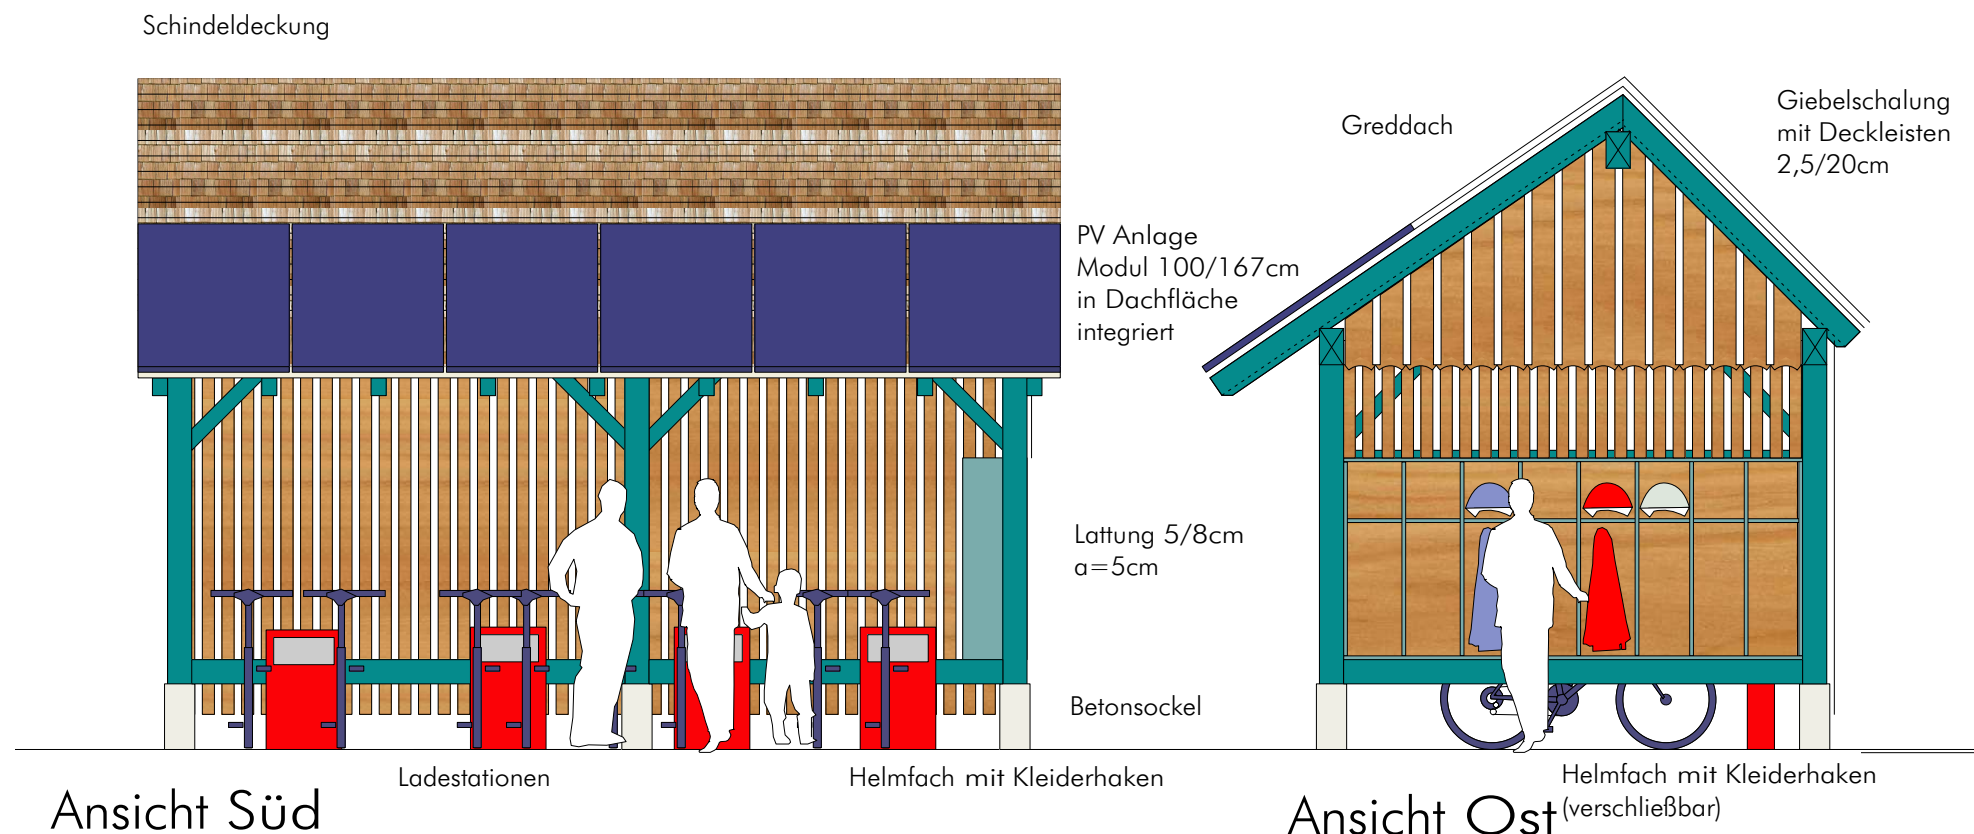 Schindeldeckung
Greddach
Giebelschalung
mit Deckleisten
2,5/20cm
PV Anlage
Modul 100/167cm
in Dachfläche
integriert
Lattung 5/8cm
a=5cm
Betonsockel
Ladestationen
Helmfach mit Kleiderhaken
Helmfach mit Kleiderhaken
(verschließbar)
Ansicht Süd
Ansicht Ost